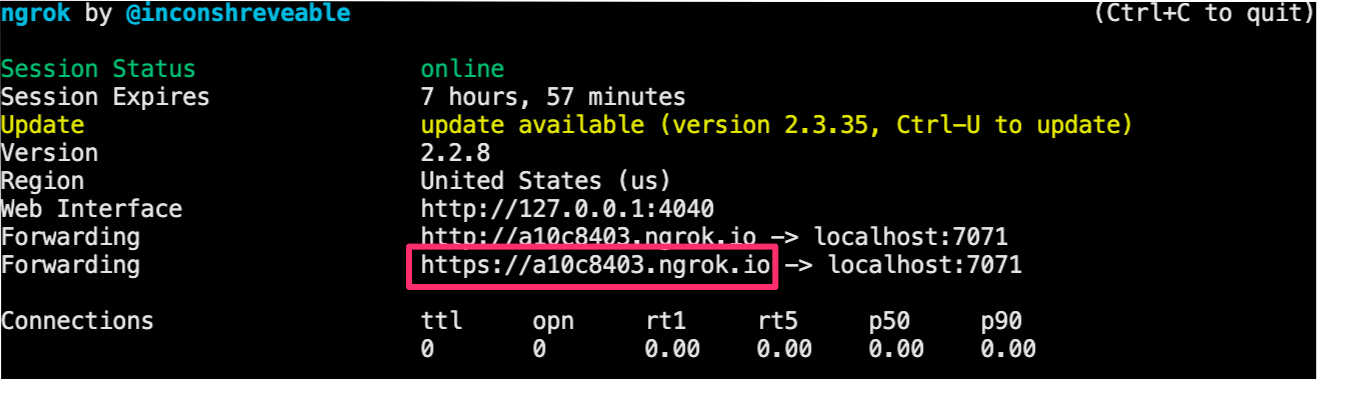 ngrok by @inconshreveable (Ctrl+C to quit)
Session Status online
Session Expires 7 hours, 57 minutes
Update update available (version 2.3.35, Ctrl-U to update)
Version 2.2.8
Region United States (us)
Web Interface http://127.0.0.1:4040
Forwarding http://a10c8403.ngrok.io -> localhost:7071
Forwarding https://a10c8403.ngrok.io -> localhost:7071
Connections ttl opn rt1 rt5 p50 p90
0 0 0.00 0.00 0.00 0.00